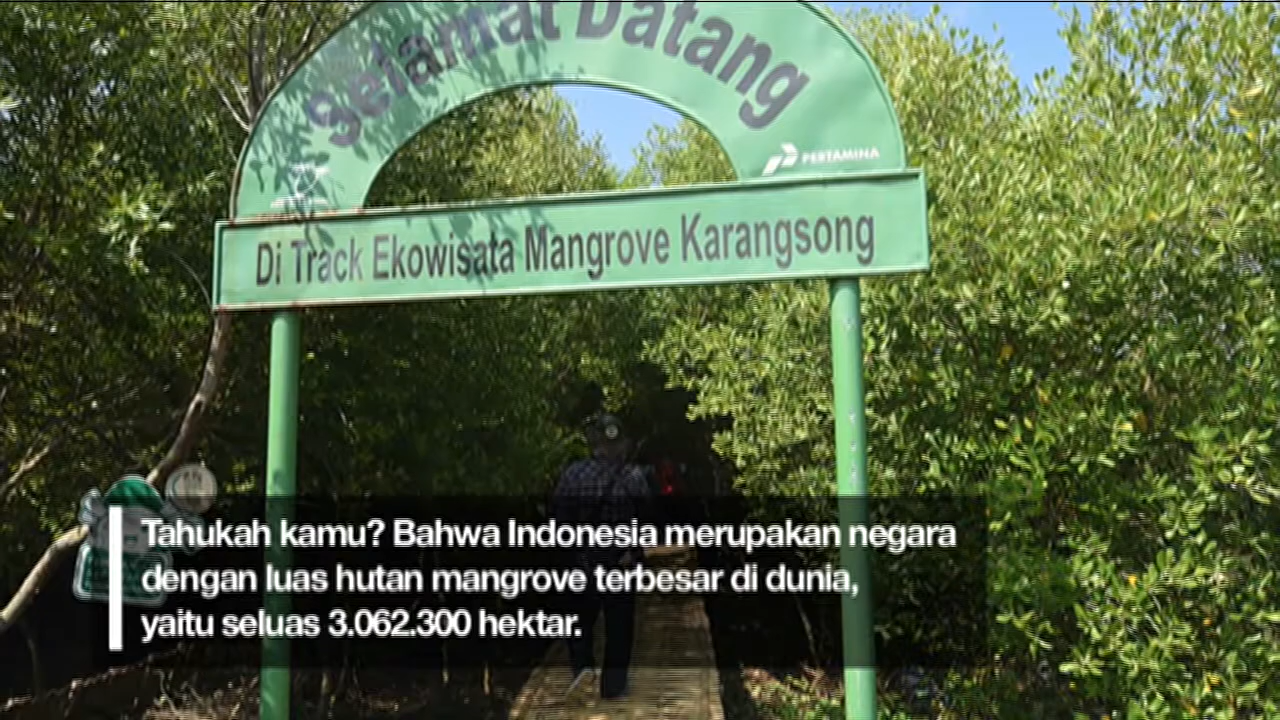 Selamat Datang
PERTAMINA
Di Track Ekowisata Mangrove Karangsong
Tahukah kamu? Bahwa Indonesia merupakan negara
dengan luas hutan mangrove terbesar di dunia,
yaitu seluas 3.062.300 hektar.